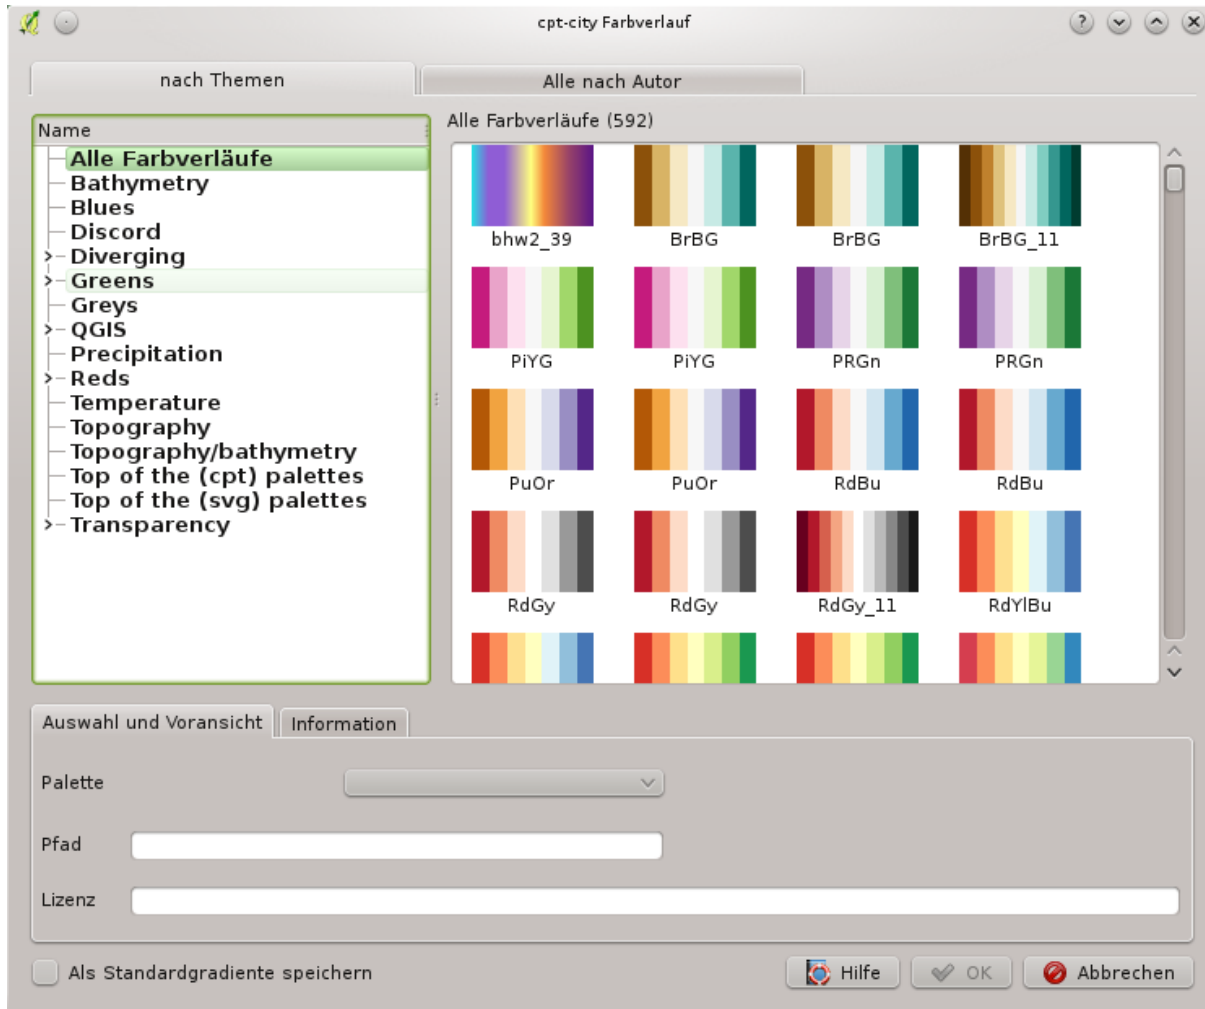 cpt-city Farbverlauf
nach Themen
Alle nach Autor
Name
Alle Farbverläufe
Bathymetry
Blues
Discord
Diverging
Greens
Greys
QGIS
Precipitation
Reds
Temperature
Topography
Topography/bathymetry
Top of the (cpt) palettes
Top of the (svg) palettes
Transparency
Alle Farbverläufe (592)
bhw2_39 BrBG BrBG BrBG_11
PiYG PiYG PRGn PRGn
PuOr PuOr RdBu RdBu
RdGy RdGy RdGy_11 RdYlBu
Auswahl und Voransicht
Information
Palette
Pfad
Lizenz
Als Standardgradiente speichern
Hilfe
OK
Abbrechen